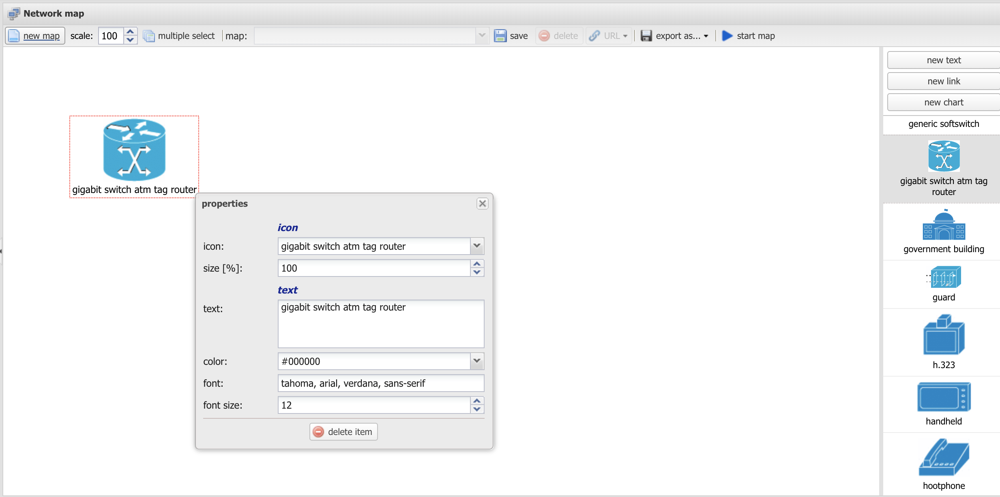 Network map
new map scale: 100 multiple select map: save delete URL export as... start map
new text
new link
new chart
generic softswitch
gigabit switch atm tag
router
government building
guard
h.323
handheld
hootphone
gigabit switch atm tag router
properties
icon
icon: gigabit switch atm tag router
size [%]: 100
text
text: gigabit switch atm tag router
color: #000000
font: tahoma, arial, verdana, sans-serif
font size: 12
delete item